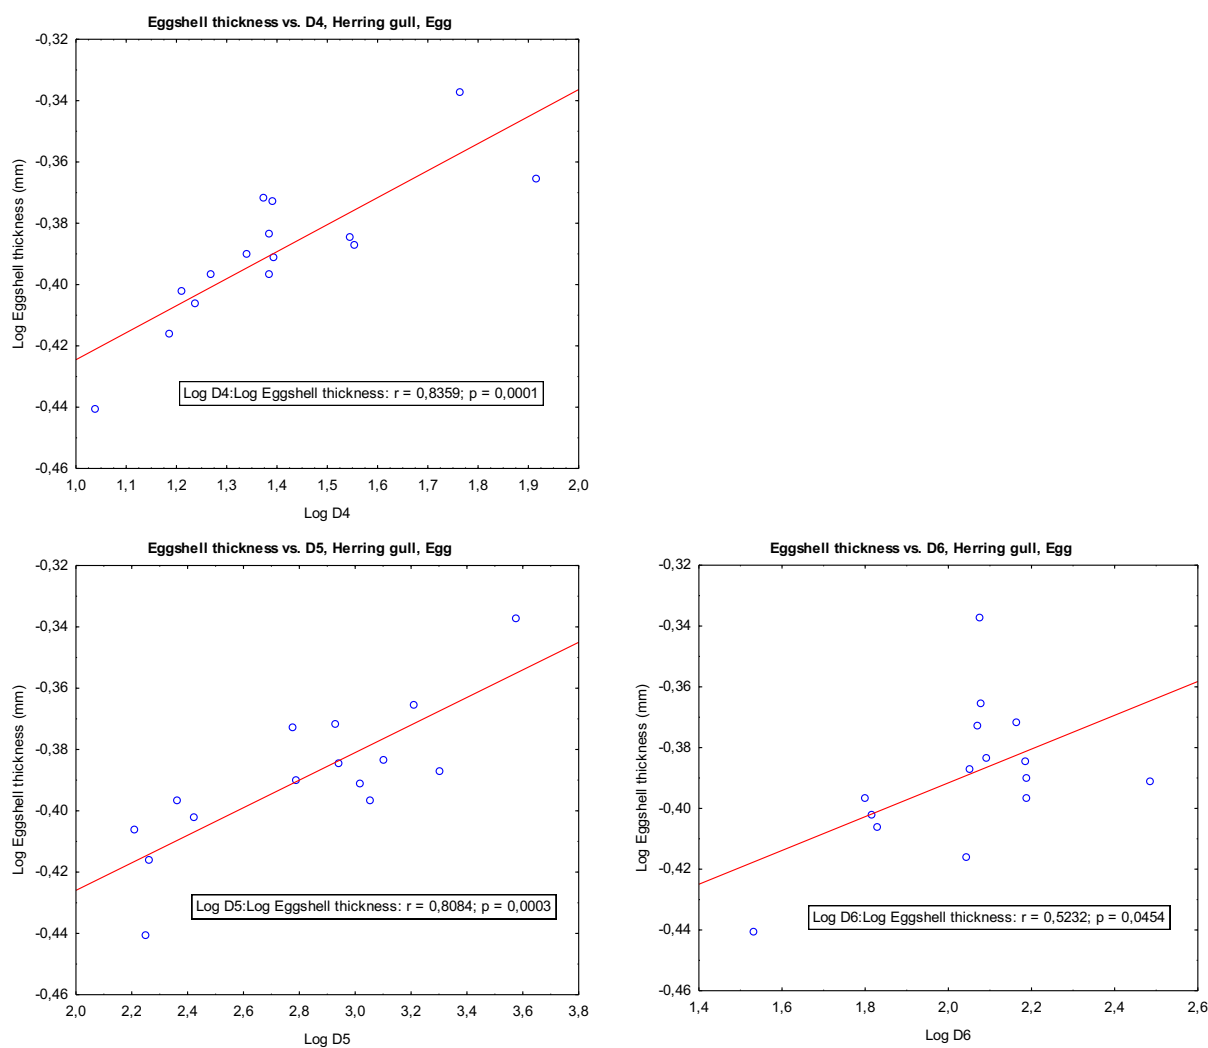 Eggshell thickness vs. D4, Herring gull, Egg
-0,32
-0,34
-0,36
-0,38
-0,40
-0,42
-0,44
-0,46
Log Eggshell thickness (mm)
Log D4:Log Eggshell thickness: r = 0,8359; p = 0,0001
1,0 1,1 1,2 1,3 1,4 1,5 1,6 1,7 1,8 1,9 2,0
Log D4
Eggshell thickness vs. D5, Herring gull, Egg
-0,32
-0,34
-0,36
-0,38
-0,40
-0,42
-0,44
-0,46
Log Eggshell thickness (mm)
Log D5:Log Eggshell thickness: r = 0,8084; p = 0,0003
2,0 2,2 2,4 2,6 2,8 3,0 3,2 3,4 3,6 3,8
Log D5
Eggshell thickness vs. D6, Herring gull, Egg
-0,32
-0,34
-0,36
-0,38
-0,40
-0,42
-0,44
-0,46
Log Eggshell thickness (mm)
Log D6:Log Eggshell thickness: r = 0,5232; p = 0,0454
1,4 1,6 1,8 2,0 2,2 2,4 2,6
Log D6